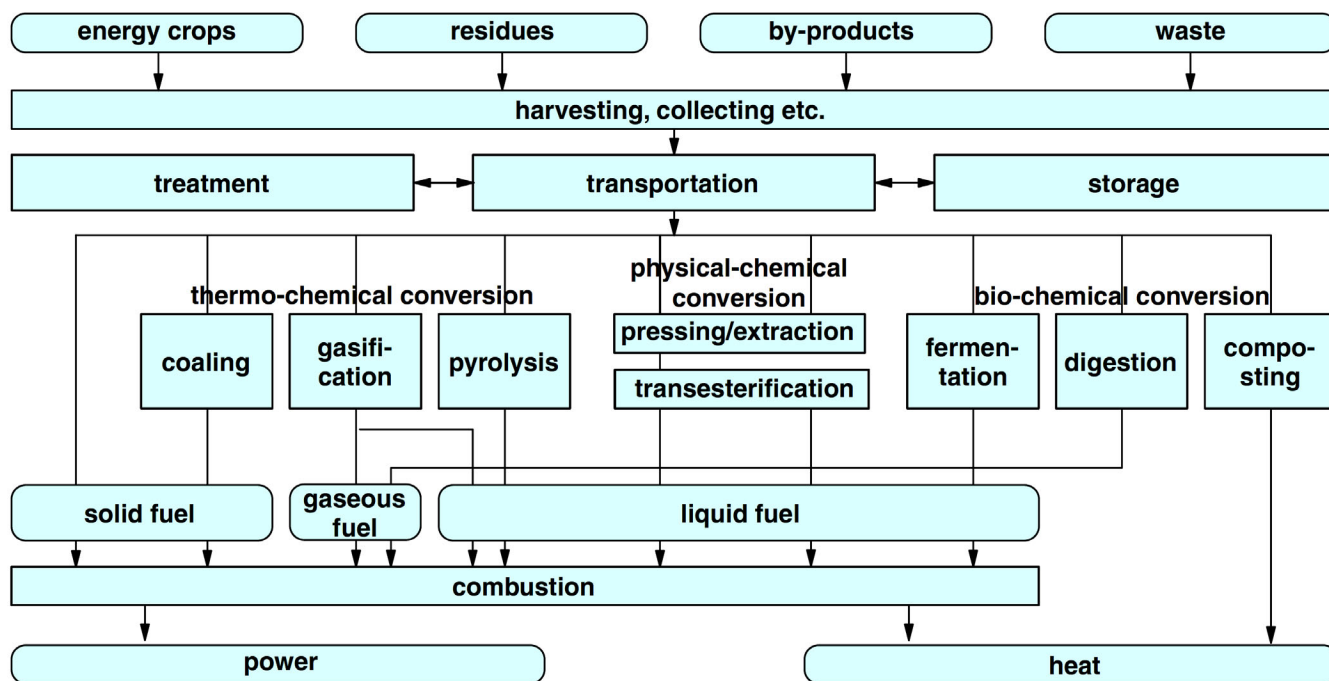 energy crops
residues
by-products
waste
harvesting, collecting etc.
treatment
transportation
storage
thermo-chemical conversion
physical-chemical
conversion
bio-chemical conversion
coaling
gasifi-
cation
pyrolysis
pressing/extraction
transesterification
fermen-
tation
digestion
compo-
sting
solid fuel
gaseous
fuel
liquid fuel
combustion
power
heat